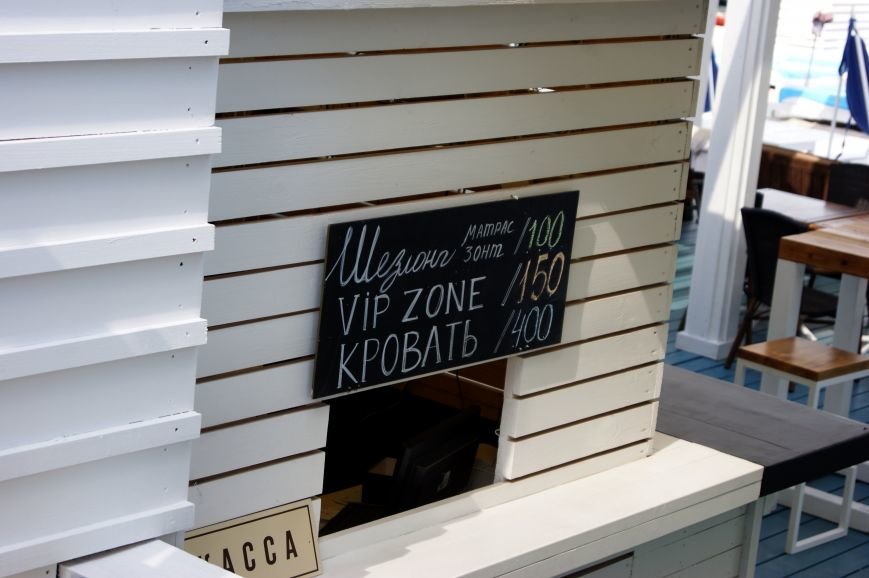 Шезлонг матрас зонт /100
ViP ZONE /150
КРОВАТЬ /400
КАССА